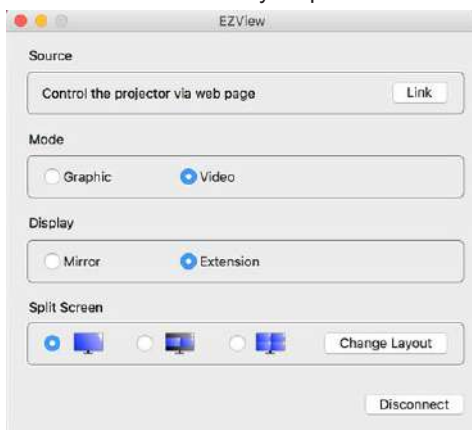 EZView
Source
Control the projector via web page Link
Mode
Graphic Video
Display
Mirror Extension
Split Screen
Change Layout
Disconnect